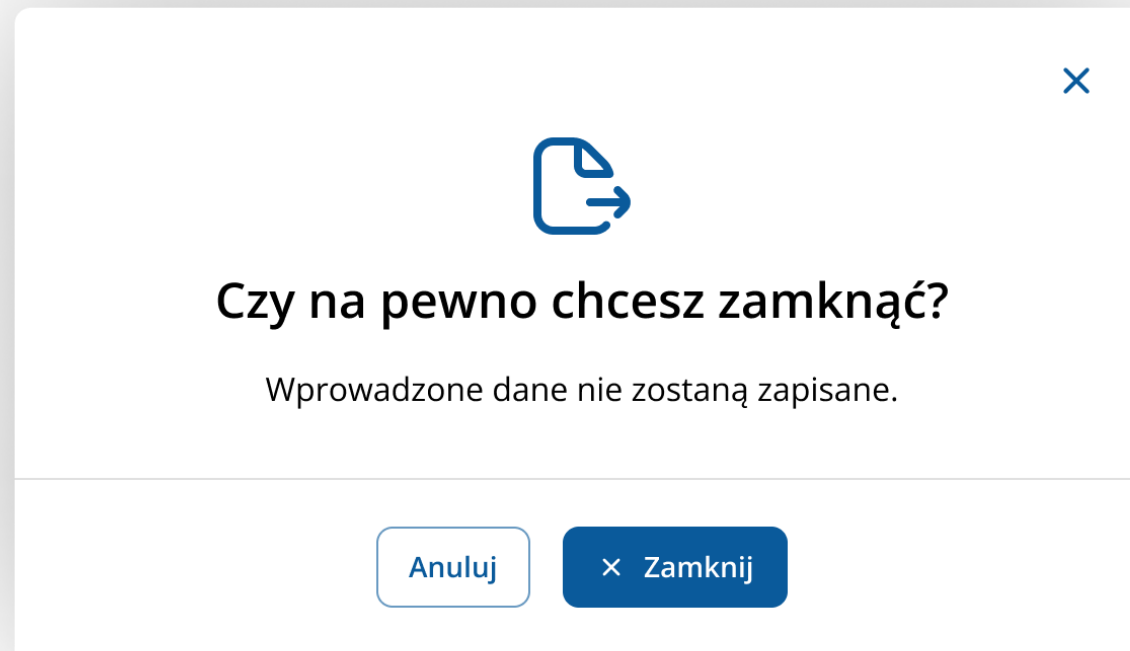 Czy na pewno chcesz zamknąć?
Wprowadzone dane nie zostaną zapisane.
Anuluj
Zamknij